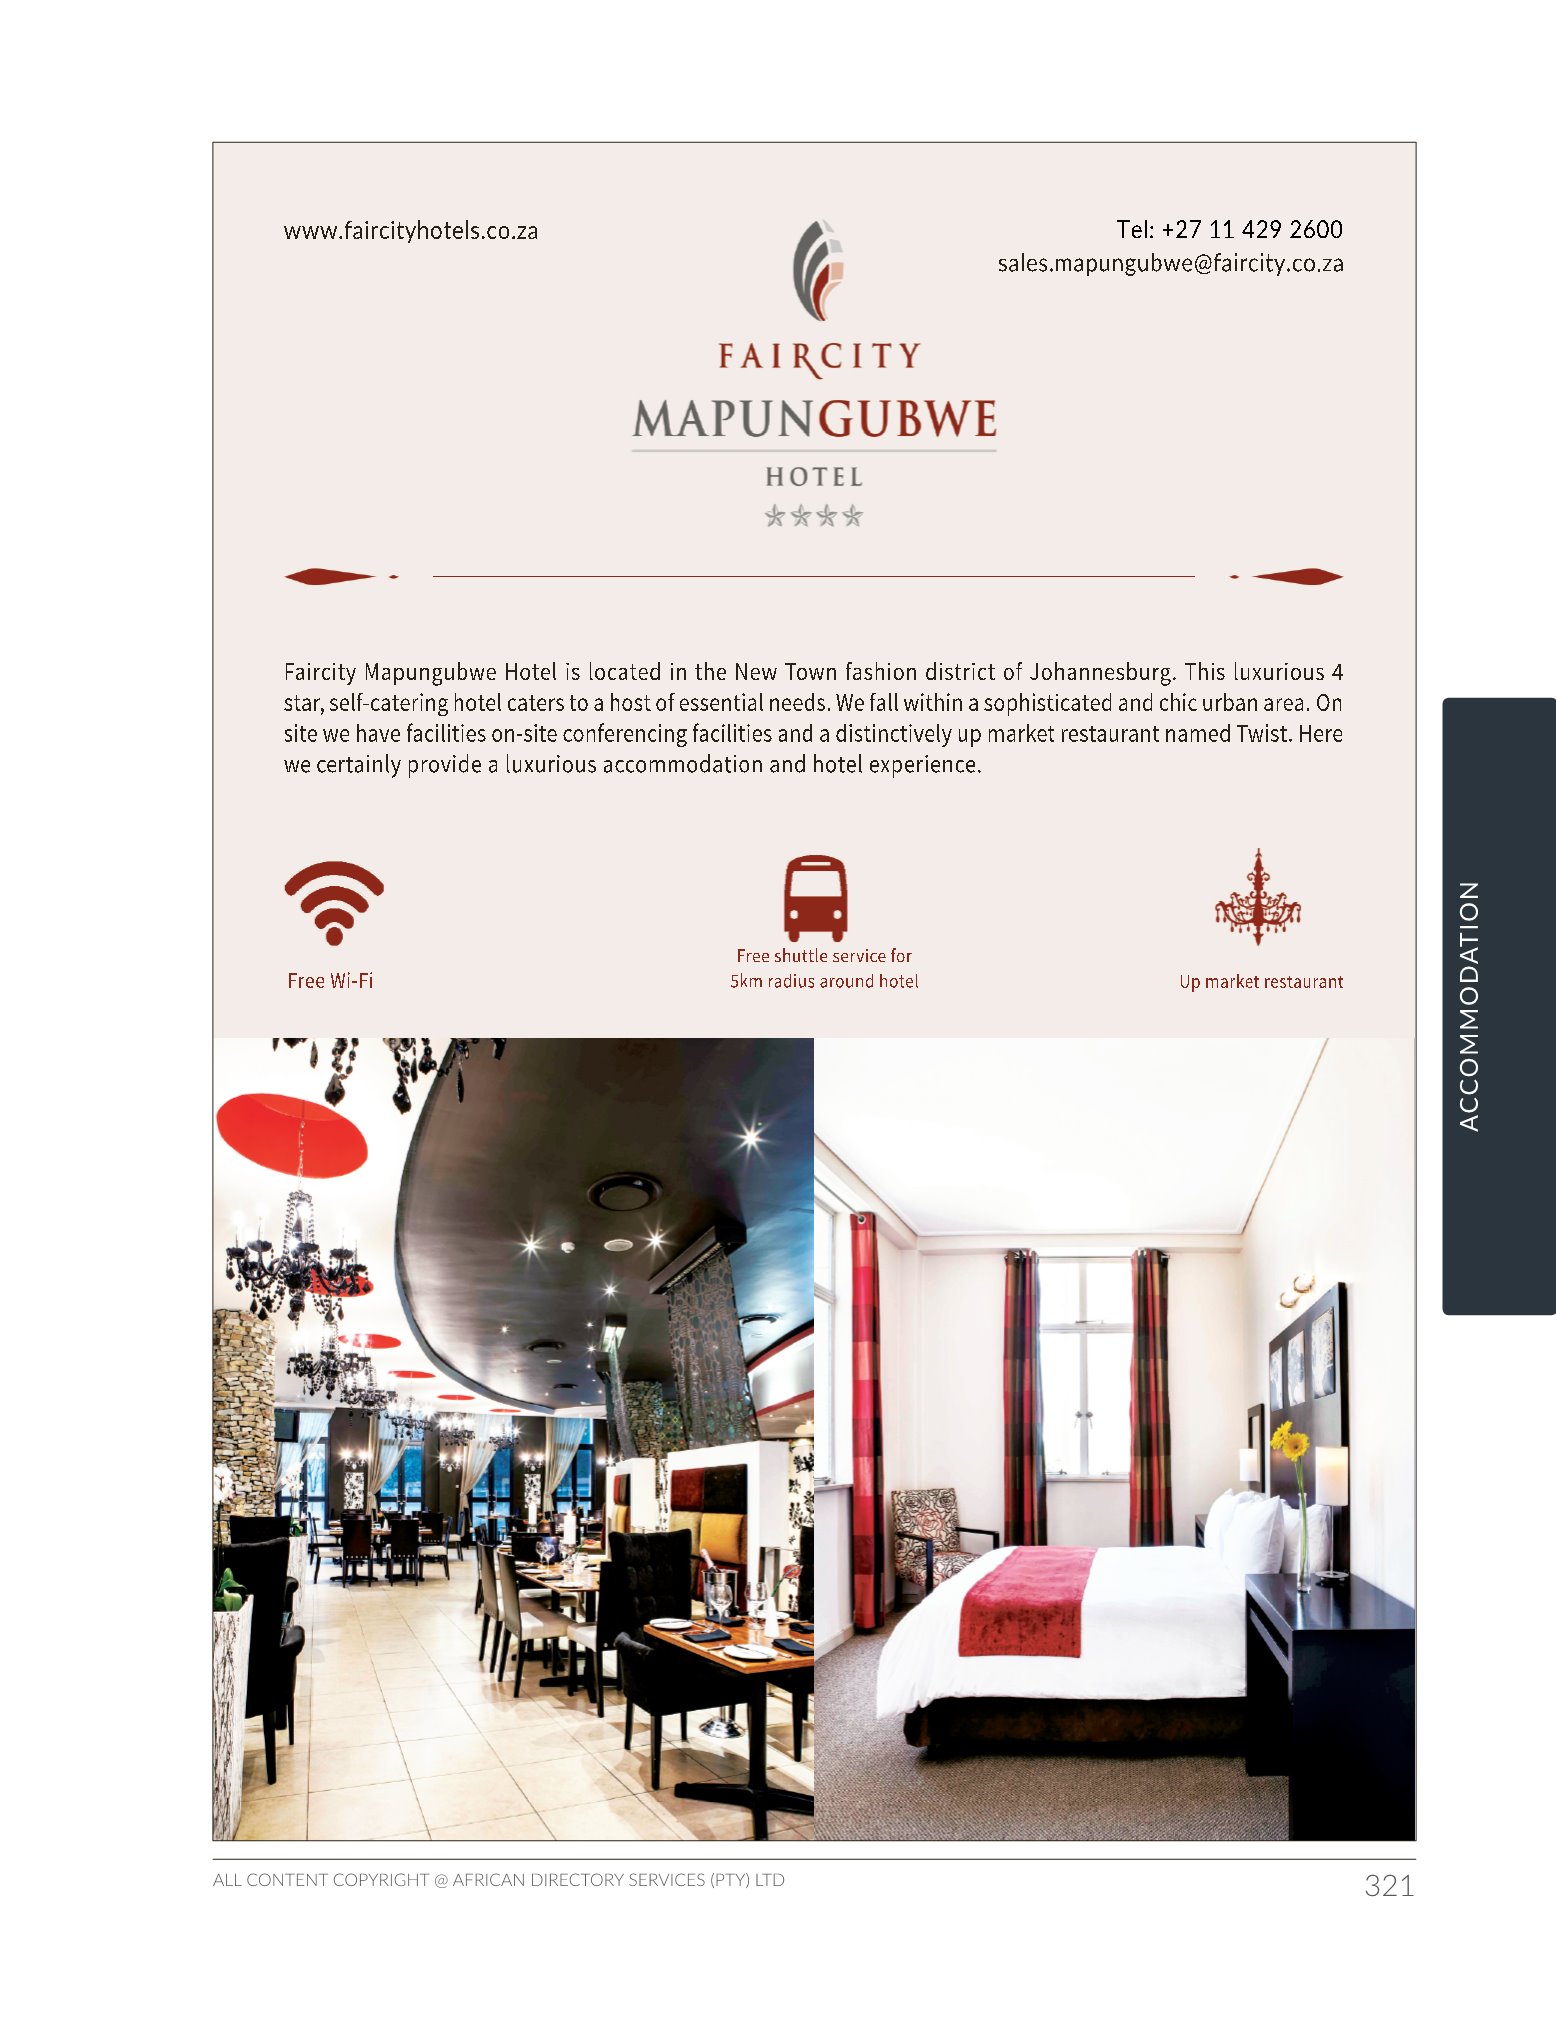 www.faircityhotels.co.za
Tel: +27 11 429 2600
sales.mapungubwe@faircity.co.za
FAIRCITY
MAPUNGUBWE
HOTEL
Faircity Mapungubwe Hotel is located in the New Town fashion district of Johannesburg. This luxurious 4
star, self-catering hotel caters to a host of essential needs. We fall within a sophisticated and chic urban area. On
site we have facilities on-site conferencing facilities and a distinctively up market restaurant named Twist. Here
we certainly provide a luxurious accommodation and hotel experience.
Free Wi-Fi
Free shuttle service for
5km radius around hotel
Up market restaurant
ACCOMMODATION
ALL CONTENT COPYRIGHT @ AFRICAN DIRECTORY SERVICES (PTY) LTD
321